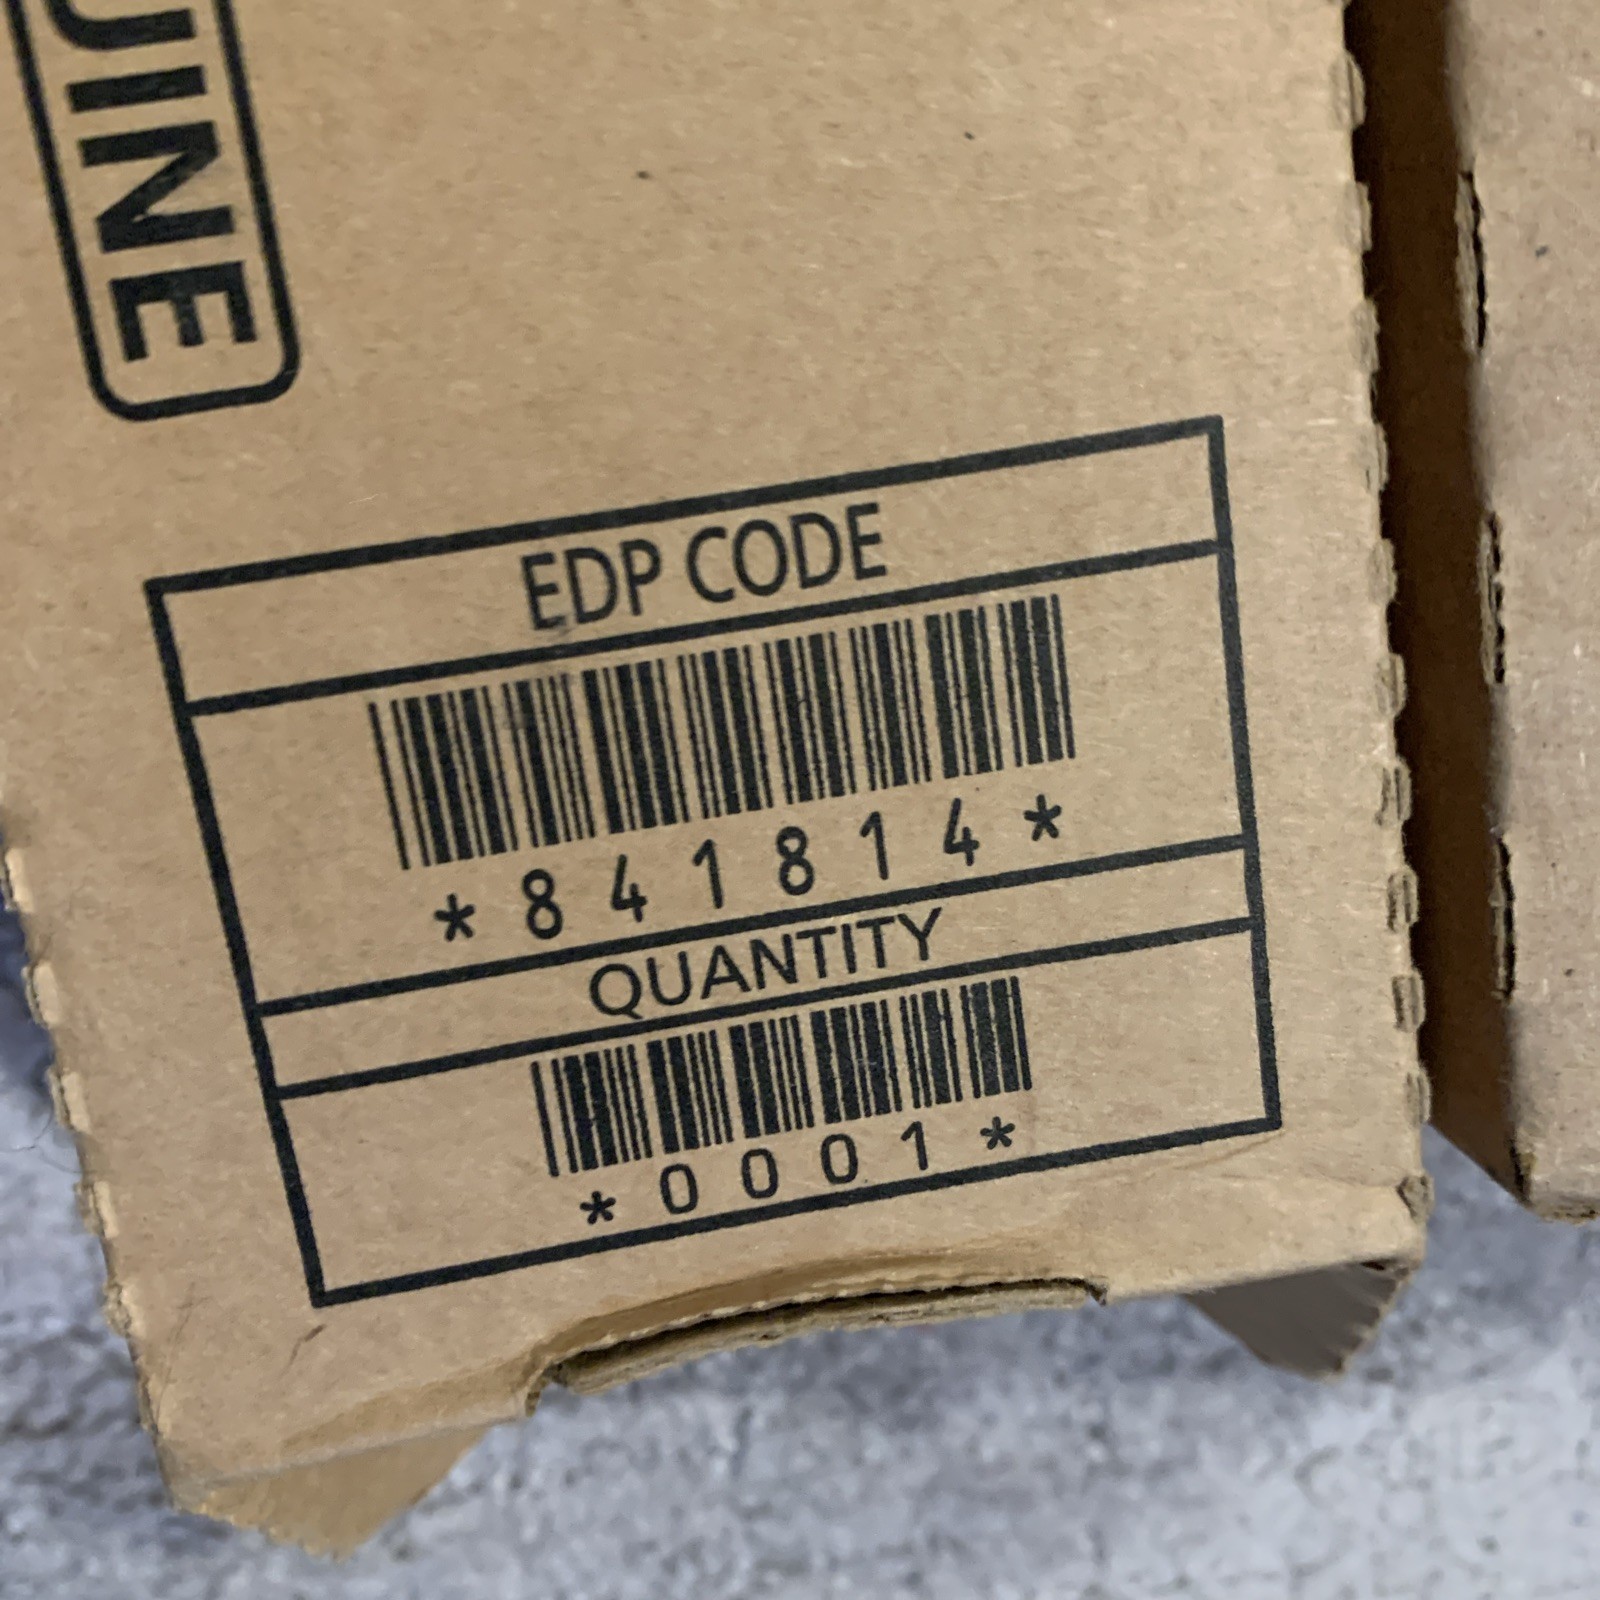 UINE
EDP CODE
*841814*
QUANTITY
*0001*